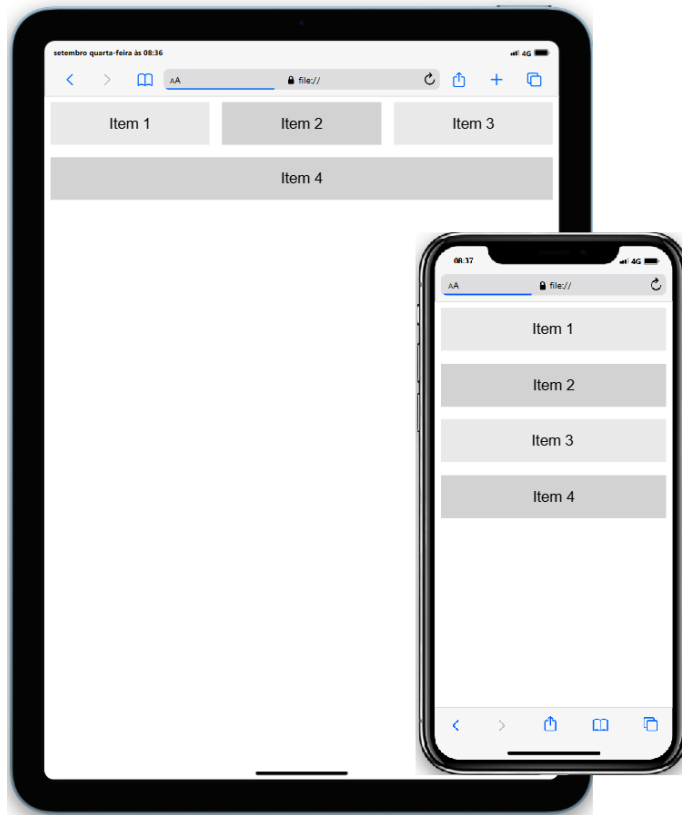 setembro quarta-feira às 08:36
4G
AA
file://
Item 1
Item 2
Item 3
Item 4
08:37
4G
AA
file://
Item 1
Item 2
Item 3
Item 4